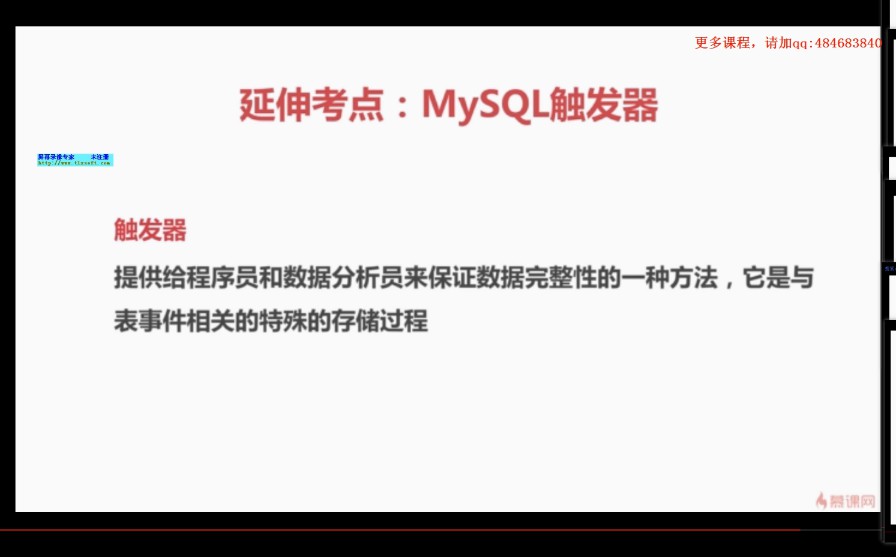 更多课程，请加qq:484683840
延伸考点：MySQL触发器
屏幕录像专家 未注册
触发器
提供给程序员和数据分析员来保证数据完整性的一种方法，它是与
表事件相关的特殊的存储过程
慕课网